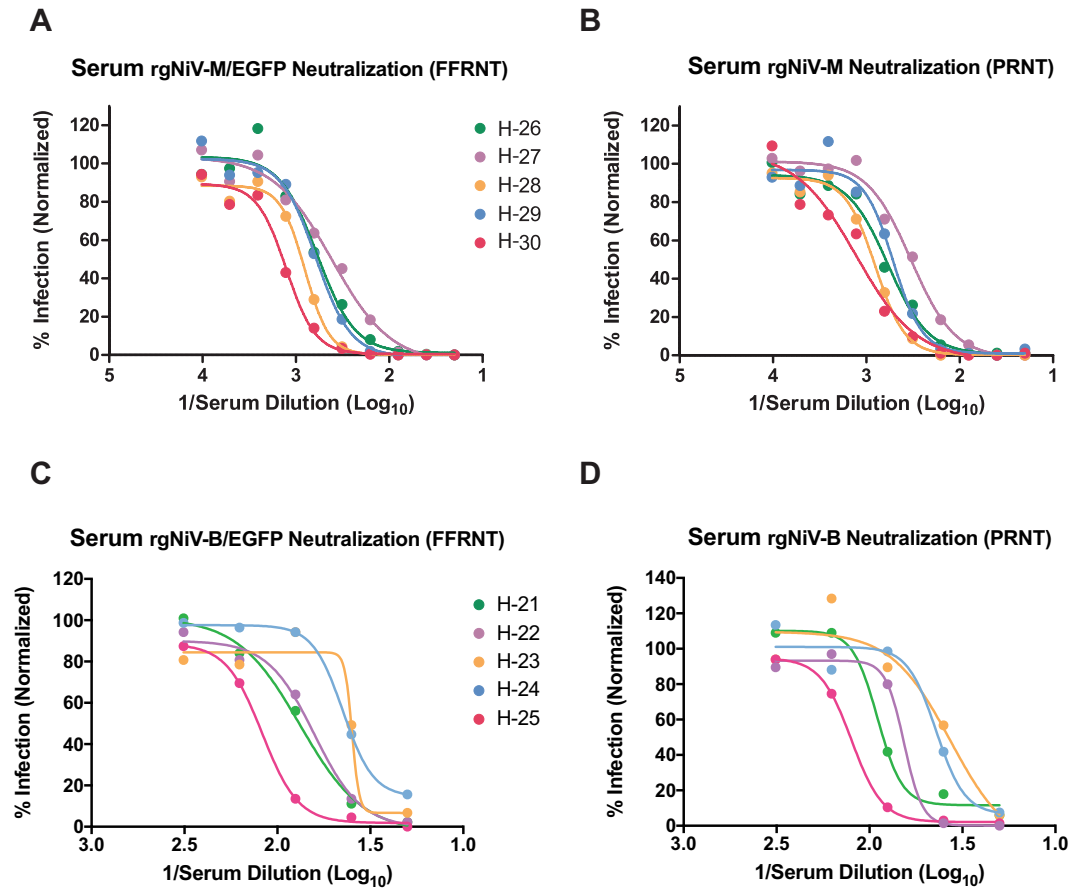 A
Serum rgNiV-M/EGFP Neutralization (FFRNT)
% Infection (Normalized)
120
100
80
60
40
20
0
5
4
3
2
1
1/Serum Dilution (Log10)
H-26
H-27
H-28
H-29
H-30
B
Serum rgNiV-M Neutralization (PRNT)
% Infection (Normalized)
120
100
80
60
40
20
0
5
4
3
2
1
1/Serum Dilution (Log10)
C
Serum rgNiV-B/EGFP Neutralization (FFRNT)
% Infection (Normalized)
120
100
80
60
40
20
0
3.0
2.5
2.0
1.5
1.0
1/Serum Dilution (Log10)
H-21
H-22
H-23
H-24
H-25
D
Serum rgNiV-B Neutralization (PRNT)
% Infection (Normalized)
140
120
100
80
60
40
20
0
3.0
2.5
2.0
1.5
1.0
1/Serum Dilution (Log10)